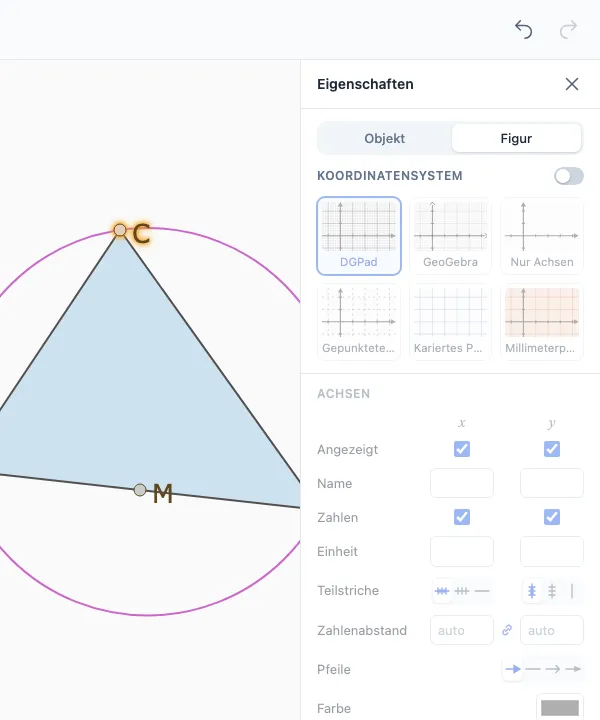 Eigenschaften
Objekt Figur
KOORDINATENSYSTEM
C
DGPad GeoGebra Nur Achsen
Gepunktete... Kariertes P... Millimeterp...
ACHSEN
x y
Angezeigt
Name
M
Zahlen
Einheit
Teilstriche
Zahlenabstand auto auto
Pfeile
Farbe